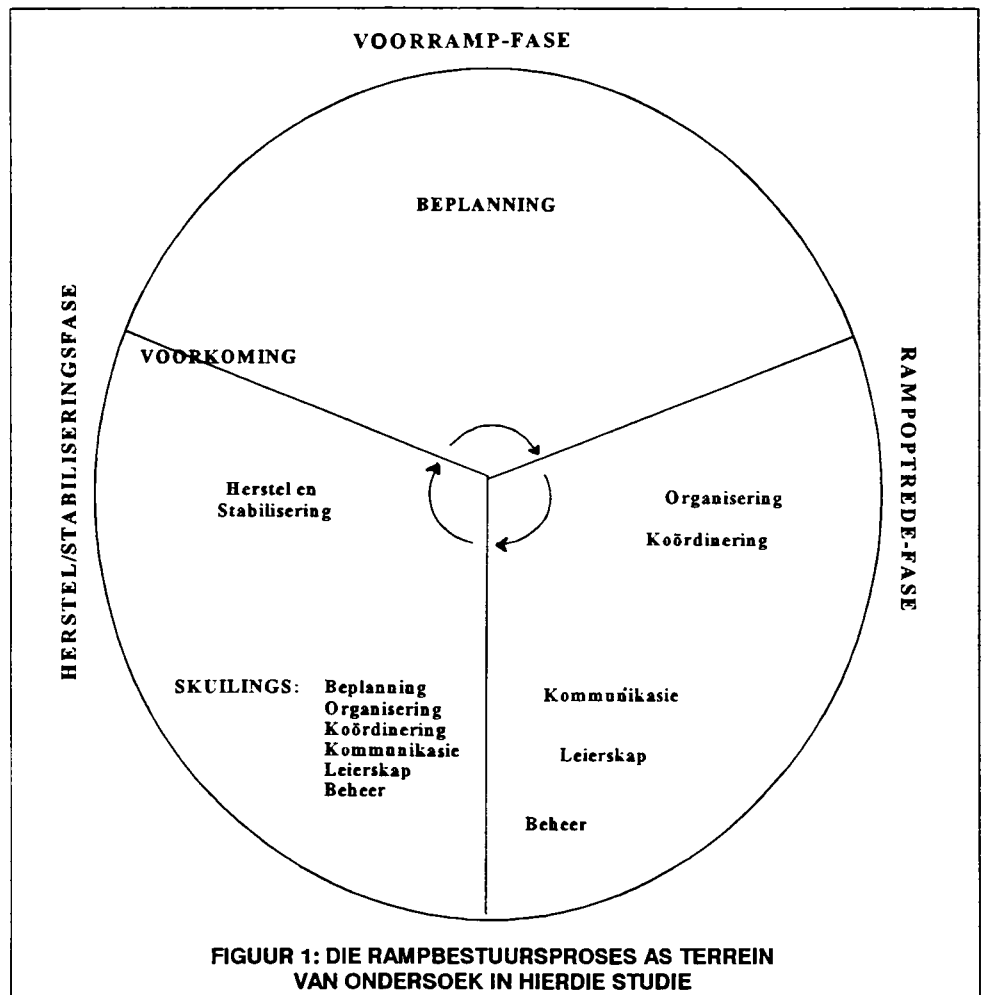 VOORRAMP-FASE
BEPLANNING
HERSTEL/STABILISERINGSFASE
VOORKOMING
RAMPOPTREDE-FASE
Herstel en
Stabilisering
Organisering
Koördinering
SKUILINGS: Beplanning
Organisering
Koördinering
Kommunikasie
Leierskap
Beheer
Kommunikasie
Leierskap
Beheer
FIGUUR 1: DIE RAMPBESTUURSPROSES AS TERREIN
VAN ONDERSOEK IN HIERDIE STUDIE